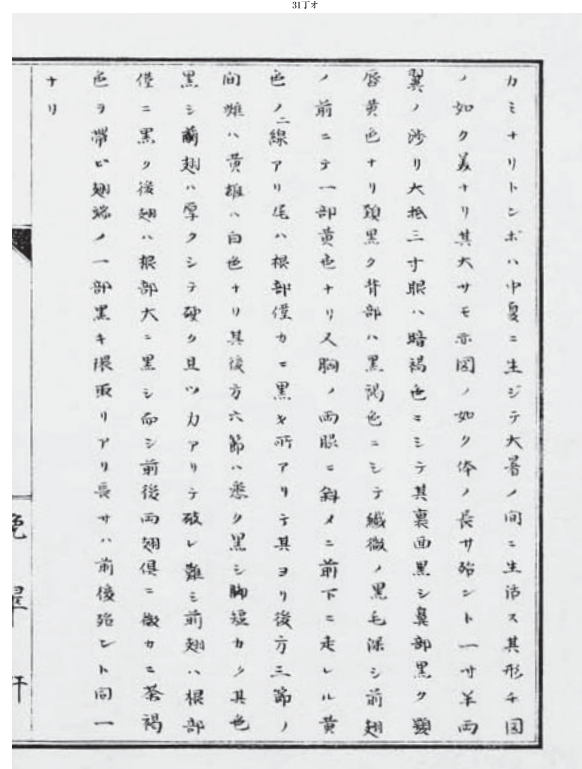 31丁オ
カミナリトンボハ中夏ニ生ジテ大暑ノ間ニ生活ス其形チ図
ノ如ク美ナリ其大サモ亦図ノ如ク体ノ長サ殆ント一寸半両
翼ノ渉リ大抵三寸眼ハ暗褐色ニシテ其裏面黒シ鼻部黒ク顋
唇黄色ナリ頚黒ク背部ハ黒褐色ニシテ繊微ノ黒毛深シ前翅
ノ前ニテ一部黄色ナリ又胸ノ両眼ニ斜メニ前下ニ走レル黄
色ノ二線アリ尾ハ根部僅カニ黒キ所アリテ其ヨリ後方三節ノ
間雌ハ黄雄ハ白色ナリ其後方六節ハ悉ク黒シ脚短カク其色
黒シ前翅ハ厚クシテ硬ク且ツ力アリテ破レ難シ前翅ハ根部
僅ニ黒ク後翅ハ根部大ニ黒シ而シ前後両翅倶ニ微カニ茶褐
色ヲ帯ビ翅端ノ一部黒キ隈取リアリ長サハ前後殆ント同一
ナリ
晩翠軒